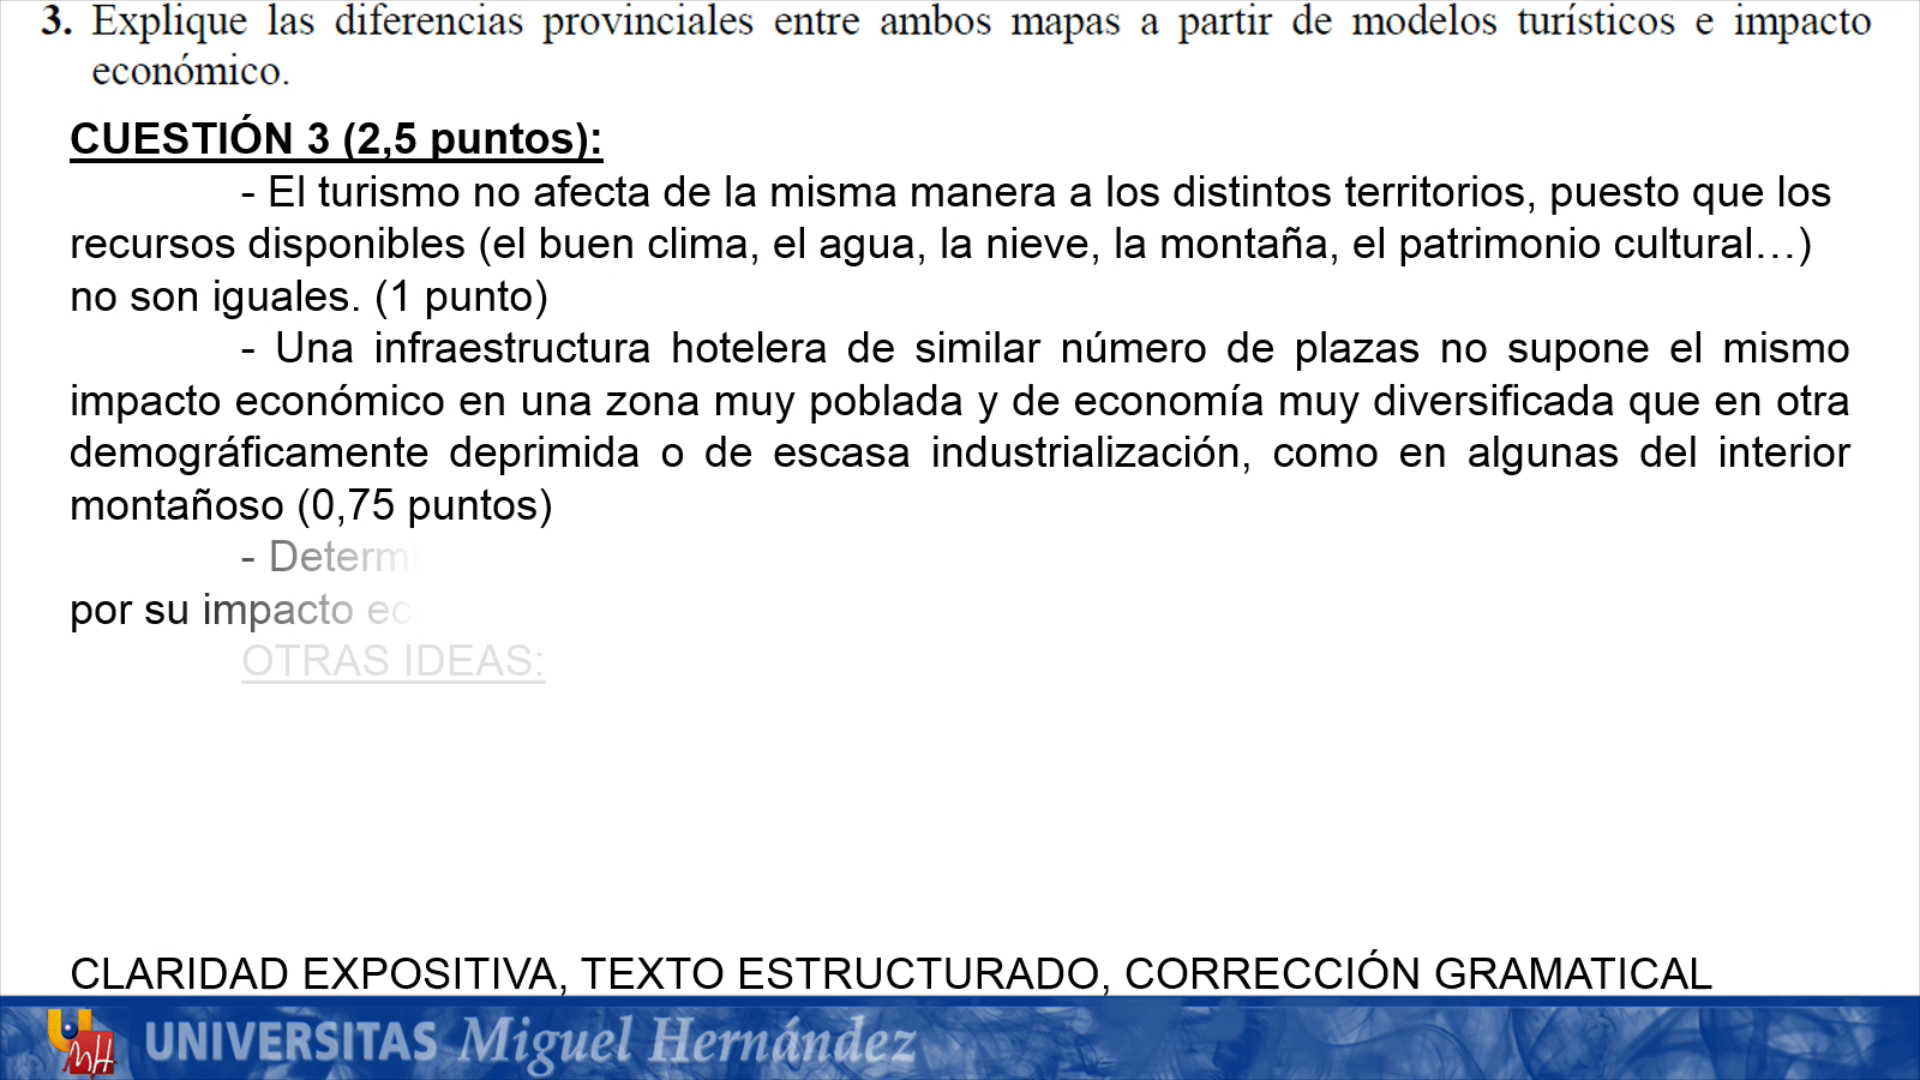 3. Explique las diferencias provinciales entre ambos mapas a partir de modelos turísticos e impacto
económico.
CUESTIÓN 3 (2,5 puntos):
- El turismo no afecta de la misma manera a los distintos territorios, puesto que los
recursos disponibles (el buen clima, el agua, la nieve, la montaña, el patrimonio cultural…)
no son iguales. (1 punto)
- Una infraestructura hotelera de similar número de plazas no supone el mismo
impacto económico en una zona muy poblada y de economía muy diversificada que en otra
demográficamente deprimida o de escasa industrialización, como en algunas del interior
montañoso (0,75 puntos)
-
por su impacto
OTRAS IDEAS:
CLARIDAD EXPOSITIVA, TEXTO ESTRUCTURADO, CORRECCIÓN GRAMATICAL
UNIVERSITAS Miguel Hernández